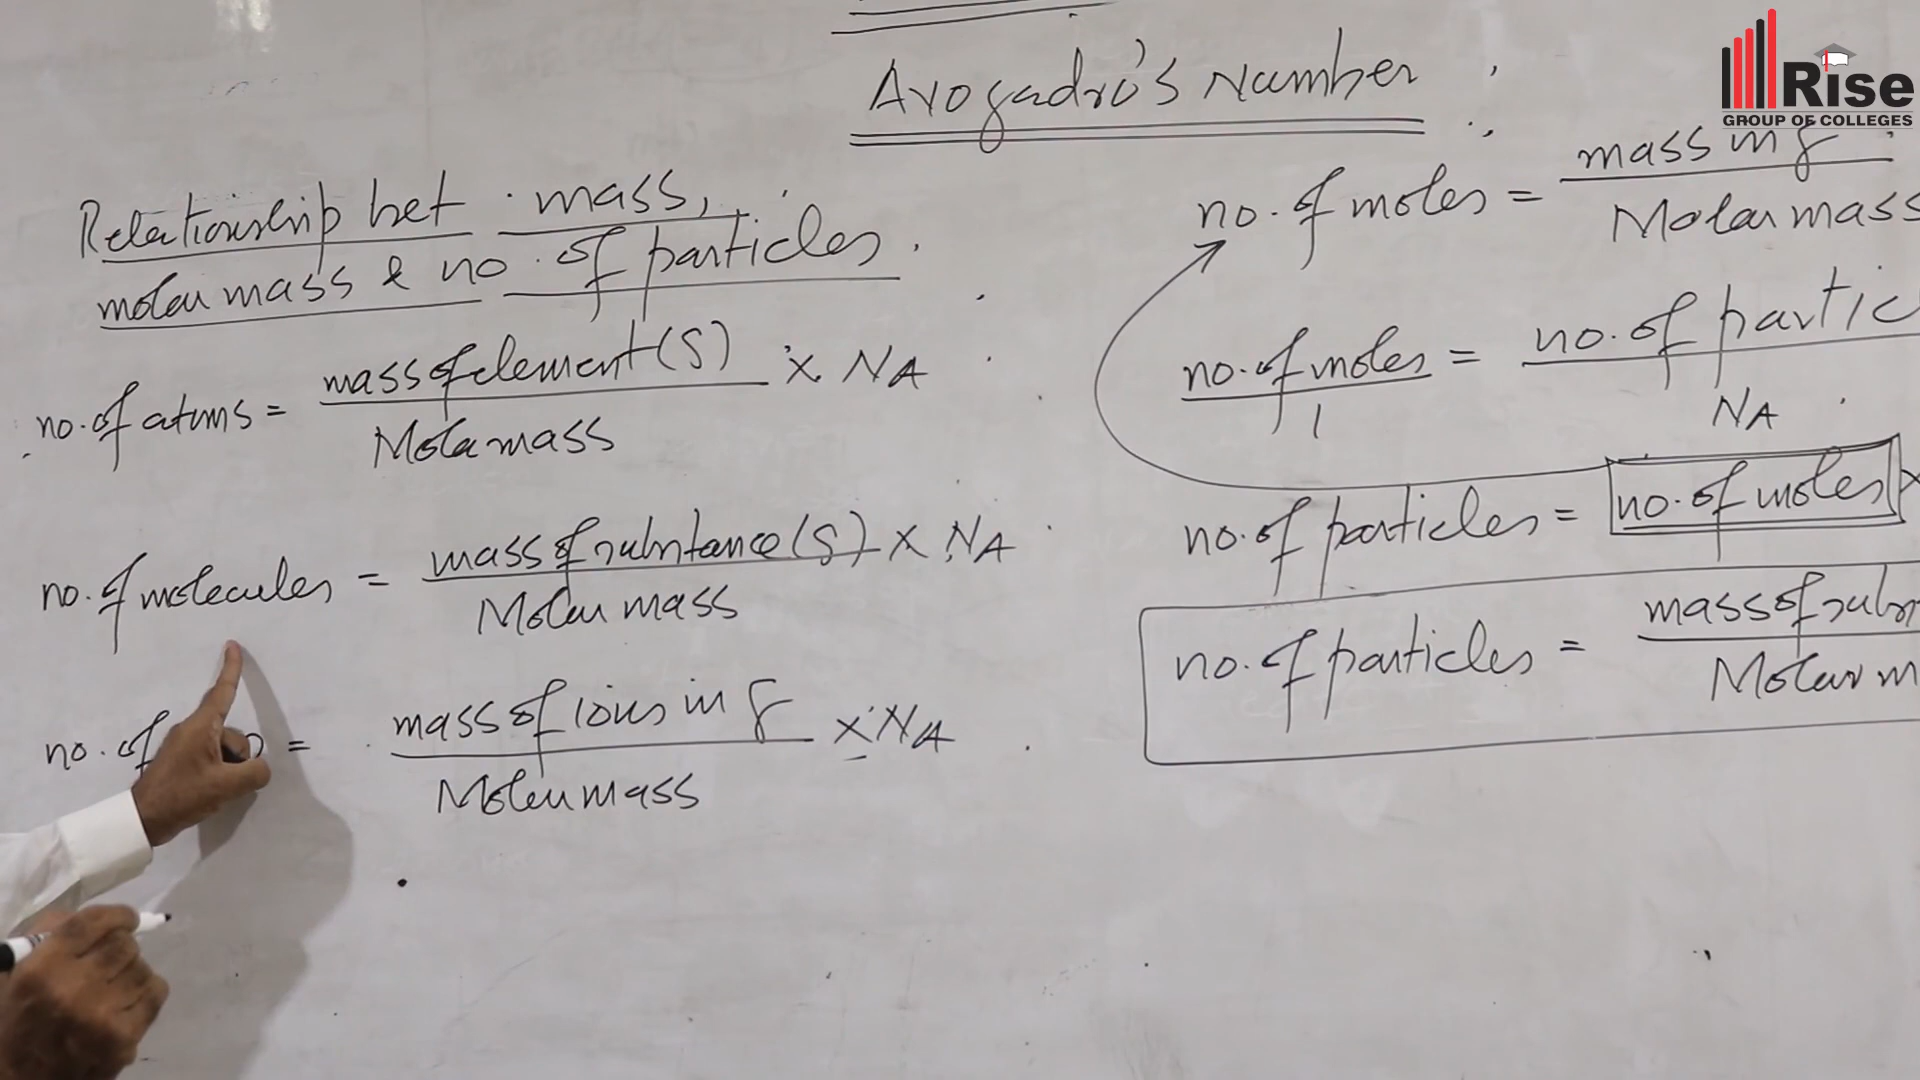 Avogadro's Number
Relationship bet mass,
molar mass & no. of particles.
no. of atoms = mass of element (g) / Molar mass × NA
no. of molecules = mass of substance (g) / Molar mass × NA
no. of = mass of ions in g / Molar mass × NA
no. of moles = mass in g / Molar mass
no. of moles / 1 = no. of partic / NA
no. of particles = no. of moles ×
no. of particles = mass of subs / Molar m
Rise
GROUP OF COLLEGES